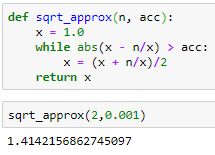 def sqrt_approx(n, acc):
    x = 1.0
    while abs(x - n/x) > acc:
        x = (x + n/x)/2
    return x
sqrt_approx(2,0.001)
1.4142156862745097